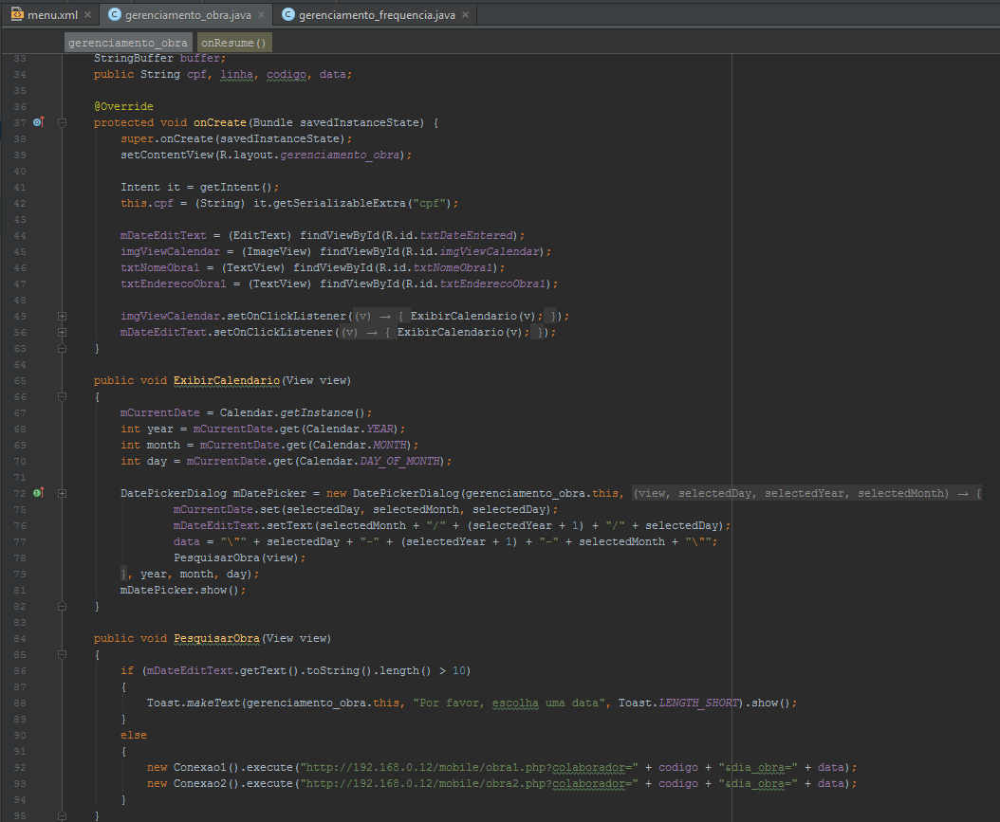 menu.xml × gerenciamento_obra.java × gerenciamento_frequencia.java ×
gerenciamento_obra onResume()
33 StringBuffer buffer;
34 public String cpf, linha, codigo, data;
35
36 @Override
37 protected void onCreate(Bundle savedInstanceState) {
38 super.onCreate(savedInstanceState);
39 setContentView(R.layout.gerenciamento_obra);
40
41 Intent it = getIntent();
42 this.cpf = (String) it.getSerializableExtra("cpf");
43
44 mDateEditText = (EditText) findViewById(R.id.txtDateEntered);
45 imgViewCalendar = (ImageView) findViewById(R.id.imgViewCalendar);
46 txtNomeObra1 = (TextView) findViewById(R.id.txtNomeObra1);
47 txtEnderecoObra1 = (TextView) findViewById(R.id.txtEnderecoObra1);
48
49 imgViewCalendar.setOnClickListener((v) → { ExibirCalendario(v); });
56 mDateEditText.setOnClickListener((v) → { ExibirCalendario(v); });
63 }
64
65 public void ExibirCalendario(View view)
66 {
67 mCurrentDate = Calendar.getInstance();
68 int year = mCurrentDate.get(Calendar.YEAR);
69 int month = mCurrentDate.get(Calendar.MONTH);
70 int day = mCurrentDate.get(Calendar.DAY_OF_MONTH);
71
72 DatePickerDialog mDatePicker = new DatePickerDialog(gerenciamento_obra.this, (view, selectedDay, selectedYear, selectedMonth) → {
75 mCurrentDate.set(selectedDay, selectedMonth, selectedDay);
76 mDateEditText.setText(selectedMonth + "/" + (selectedYear + 1) + "/" + selectedDay);
77 data = "\"" + selectedDay + "-" + (selectedYear + 1) + "-" + selectedMonth + "\"";
78 PesquisarObra(view);
79 }, year, month, day);
81 mDatePicker.show();
82 }
83
84 public void PesquisarObra(View view)
85 {
86 if (mDateEditText.getText().toString().length() > 10)
87 {
88 Toast.makeText(gerenciamento_obra.this, "Por favor, escolha uma data", Toast.LENGTH_SHORT).show();
89 }
90 else
91 {
92 new Conexao1().execute("http://192.168.0.12/mobile/obra1.php?colaborador=" + codigo + "&dia_obra=" + data);
93 new Conexao2().execute("http://192.168.0.12/mobile/obra2.php?colaborador=" + codigo + "&dia_obra=" + data);
94 }
95 }